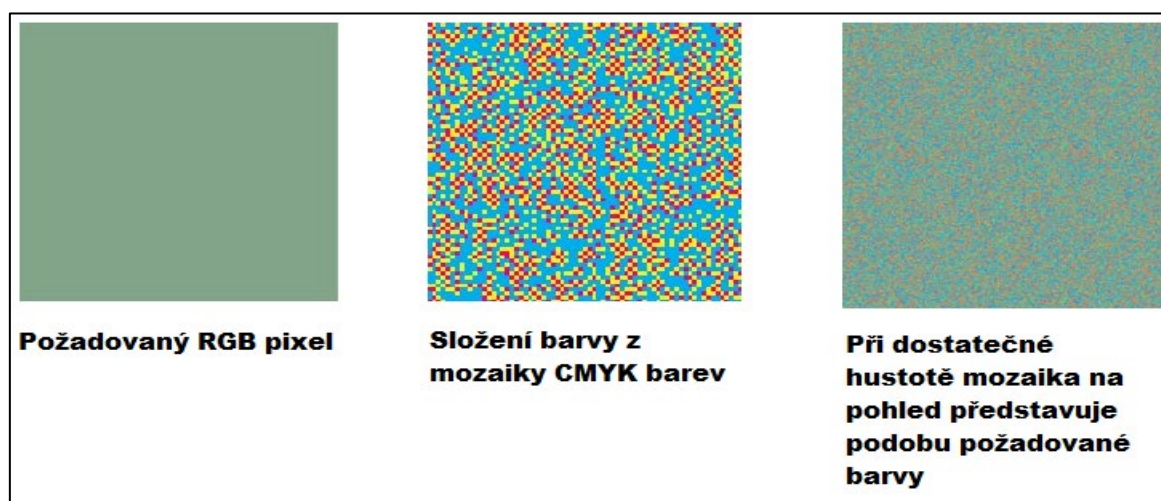 Požadovaný RGB pixel
Složení barvy z
mozaiky CMYK barev
Při dostatečné
hustotě mozaika na
pohled představuje
podobu požadované
barvy